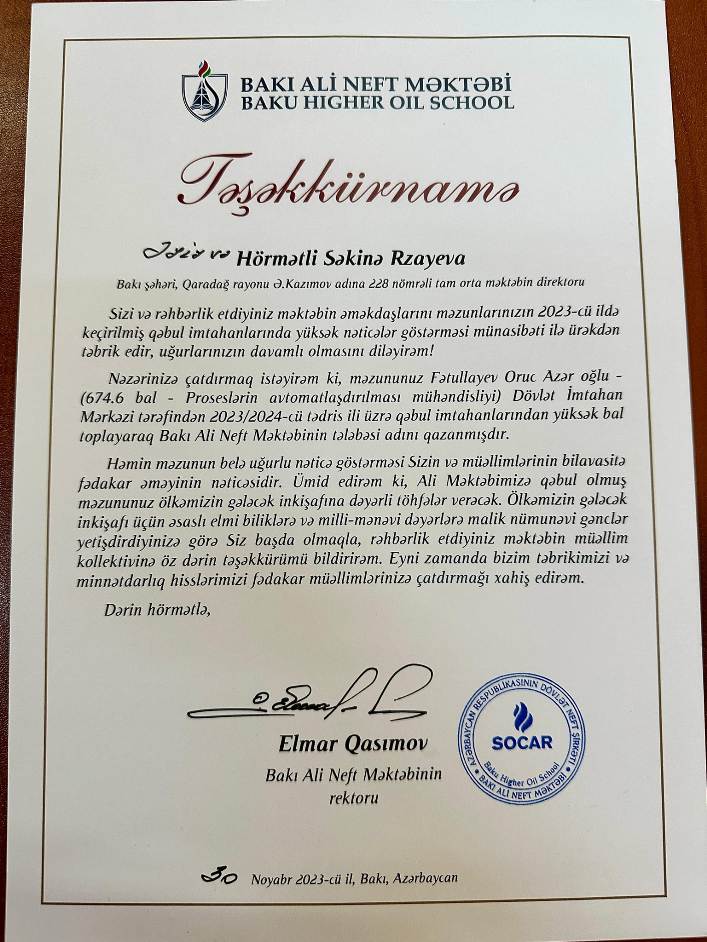 BAKI ALİ NEFT MƏKTƏBİ
BAKU HIGHER OIL SCHOOL
Təşəkkürnamə
Əziz və Hörmətli Səkinə Rzayeva
Bakı şəhəri, Qaradağ rayonu Ə.Kazımov adına 228 nömrəli tam orta məktəbin direktoru
Sizi və rəhbərlik etdiyiniz məktəbin əməkdaşlarını məzunlarınızın 2023-cü ildə
keçirilmiş qəbul imtahanlarında yüksək nəticələr göstərməsi münasibəti ilə ürəkdən
təbrik edir, uğurlarınızın davamlı olmasını diləyirəm!
Nəzərinizə çatdırmaq istəyirəm ki, məzununuz Fətullayev Oruc Azər oğlu -
(674.6 bal - Proseslərin avtomatlaşdırılması mühəndisliyi) Dövlət İmtahan
Mərkəzi tərəfindən 2023/2024-cü tədris ili üzrə qəbul imtahanlarından yüksək bal
toplayaraq Bakı Ali Neft Məktəbinin tələbəsi adını qazanmışdır.
Həmin məzunun belə uğurlu nəticə göstərməsi Sizin və müəllimlərinin bilavasitə
fədakar əməyinin nəticəsidir. Ümid edirəm ki, Ali Məktəbimizə qəbul olmuş
məzununuz ölkəmizin gələcək inkişafına dəyərli töhfələr verəcək. Ölkəmizin gələcək
inkişafı üçün əsaslı elmi biliklərə və milli-mənəvi dəyərlərə malik nümunəvi gənclər
yetişdirdiyinizə görə Siz başda olmaqla, rəhbərlik etdiyiniz məktəbin müəllim
kollektivinə öz dərin təşəkkürümü bildirirəm. Eyni zamanda bizim təbrikimizi və
minnətdarlıq hisslərimizi fədakar müəllimlərinizə çatdırmağı xahiş edirəm.
Dərin hörmətlə,
Elmar Qasımov
Bakı Ali Neft Məktəbinin
rektoru
AZƏRBAYCAN RESPUBLİKASININ DÖVLƏT NEFT ŞİRKƏTİ
SOCAR
Baku Higher Oil School
BAKI ALİ NEFT MƏKTƏBİ
30 Noyabr 2023-cü il, Bakı, Azərbaycan